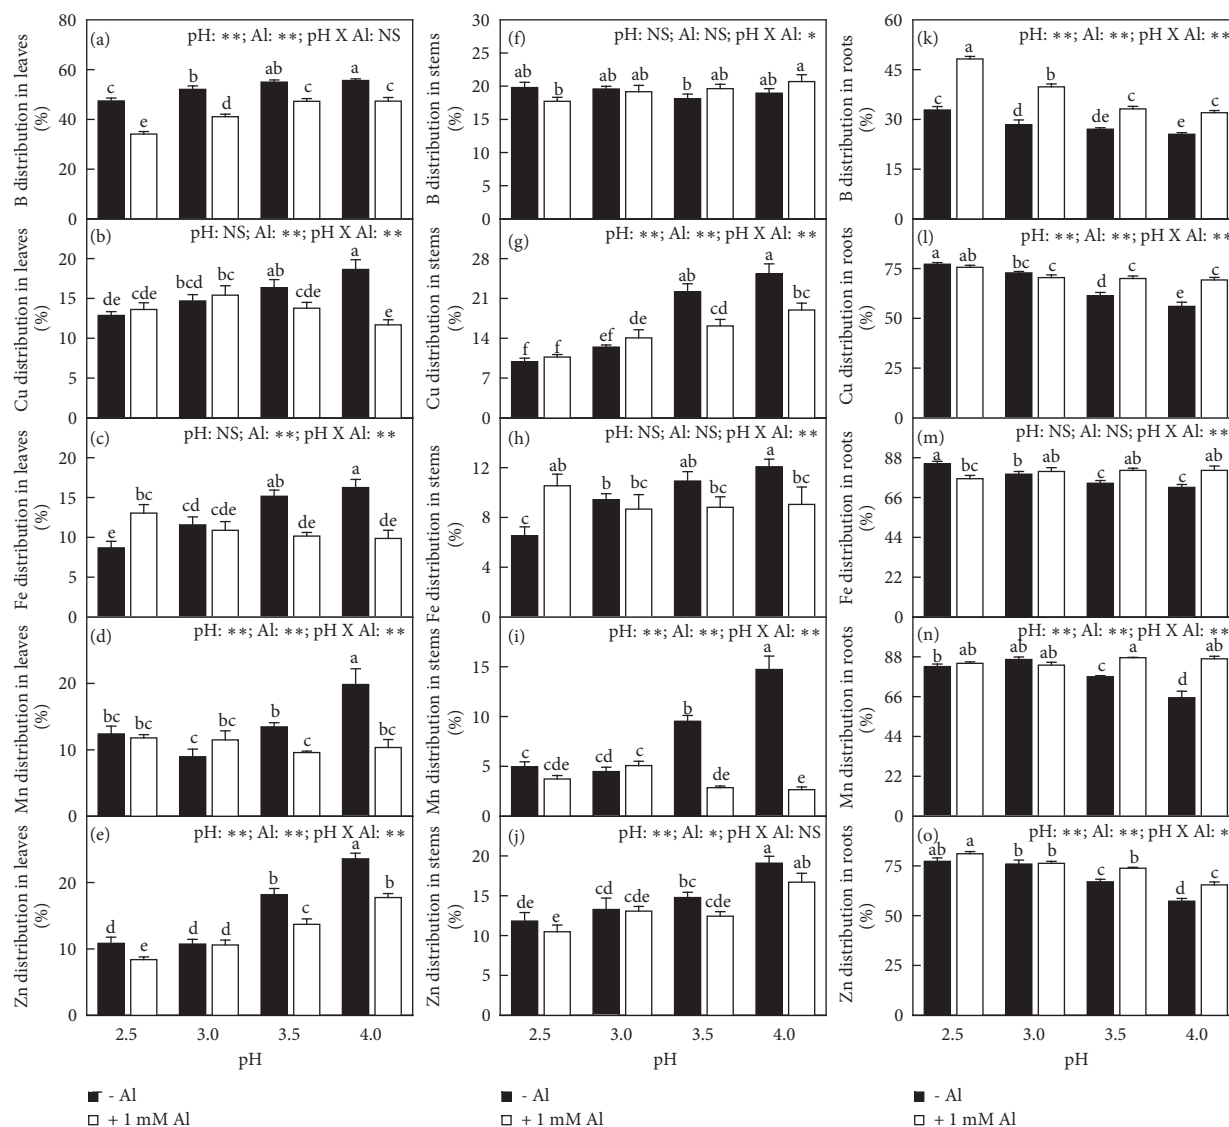 (a)
pH: **; Al: **; pH X Al: NS
B distribution in leaves
(%)
80
60
40
20
0
c
e
b
d
a
c
a
c
(f)
pH: NS; Al: NS; pH X Al: *
B distribution in stems
(%)
30
25
20
15
10
5
0
ab
b
ab
ab
b
ab
ab
a
(k)
pH: **; Al: **; pH X Al: **
B distribution in roots
(%)
60
45
30
15
0
c
a
d
b
de
c
e
c
(b)
pH: NS; Al: **; pH X Al: **
Cu distribution in leaves
(%)
20
15
10
5
0
de
cde
bcd
bc
ab
cde
a
e
(g)
pH: **; Al: **; pH X Al: **
Cu distribution in stems
(%)
28
21
14
7
0
f
f
ef
de
ab
cd
a
bc
(l)
pH: **; Al: **; pH X Al: **
Cu distribution in roots
(%)
75
50
25
0
a
ab
bc
c
d
c
e
c
(c)
pH: NS; Al: **; pH X Al: **
Fe distribution in leaves
(%)
20
15
10
5
0
e
bc
cd
cde
ab
de
a
de
(h)
pH: NS; Al: NS; pH X Al: **
Fe distribution in stems
(%)
12
8
4
0
c
ab
b
bc
ab
bc
a
bc
(m)
pH: NS; Al: NS; pH X Al: **
Fe distribution in roots
(%)
88
66
44
22
0
a
bc
b
ab
c
ab
c
ab
(d)
pH: **; Al: **; pH X Al: **
Mn distribution in leaves
(%)
20
10
0
bc
bc
c
bc
b
c
a
bc
(i)
pH: **; Al: **; pH X Al: **
Mn distribution in stems
(%)
15
10
5
0
c
cde
cd
c
b
de
a
e
(n)
pH: **; Al: **; pH X Al: **
Mn distribution in roots
(%)
88
66
44
22
0
b
ab
ab
ab
c
a
d
ab
(e)
pH: **; Al: **; pH X Al: **
Zn distribution in leaves
(%)
20
10
0
d
e
d
d
b
c
a
b
2.5
3.0
3.5
4.0
pH
- Al
+ 1 mM Al
(j)
pH: **; Al: *; pH X Al: NS
Zn distribution in stems
(%)
20
15
10
5
0
de
e
cd
cde
bc
cde
a
ab
2.5
3.0
3.5
4.0
pH
- Al
+ 1 mM Al
(o)
pH: **; Al: **; pH X Al: *
Zn distribution in roots
(%)
75
50
25
0
ab
a
b
b
c
b
d
c
2.5
3.0
3.5
4.0
pH
- Al
+ 1 mM Al